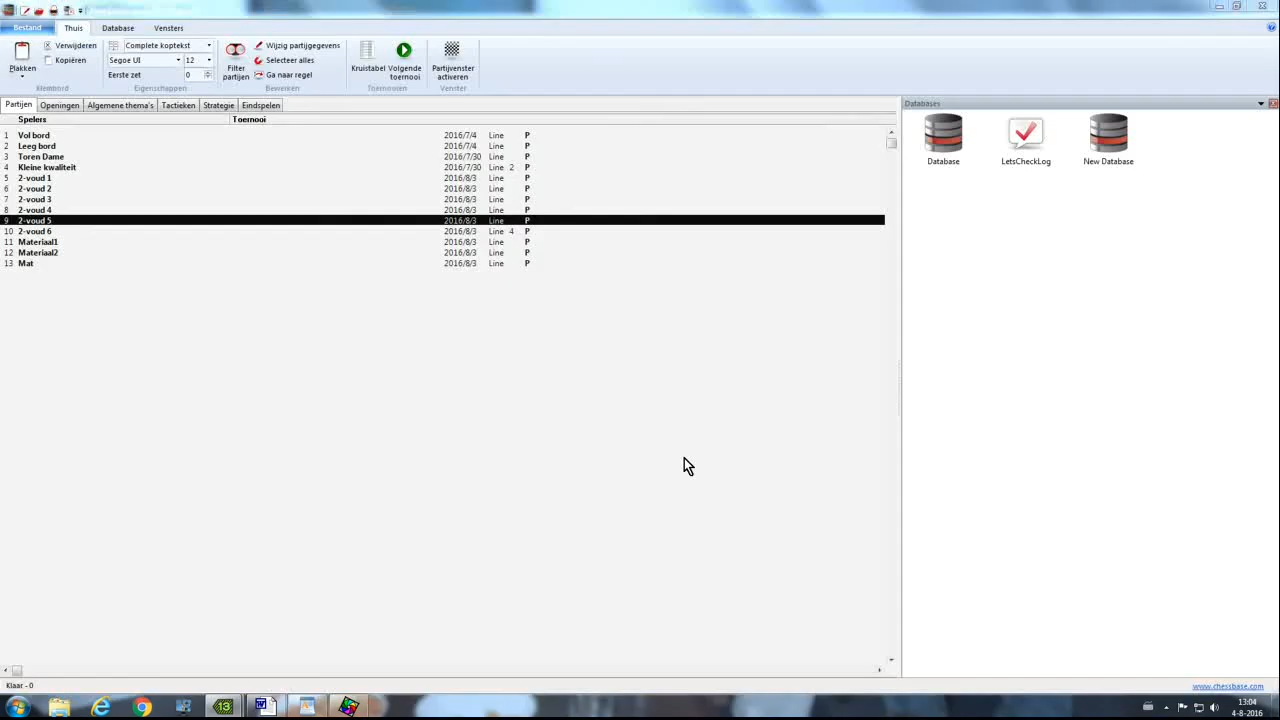 Bestand Thuis Database Vensters
Plakken
Verwijderen
Kopiëren
Klembord
Complete koptekst
Segoe UI 12
Eerste zet 0
Eigenschappen
Filter partijen
Wijzig partijgegevens
Selecteer alles
Ga naar regel
Bewerken
Kruistabel
Volgende toernooi
Toernooien
Partijvenster activeren
Venster
Partijen Openingen Algemene thema's Tactieken Strategie Eindspelen
Spelers Toernooi
1 Vol bord 2016/7/4 Line P
2 Leeg bord 2016/7/4 Line P
3 Toren Dame 2016/7/30 Line P
4 Kleine kwaliteit 2016/7/30 Line 2 P
5 2-voud 1 2016/8/3 Line P
6 2-voud 2 2016/8/3 Line P
7 2-voud 3 2016/8/3 Line P
8 2-voud 4 2016/8/3 Line P
9 2-voud 5 2016/8/3 Line P
10 2-voud 6 2016/8/3 Line 4 P
11 Materiaal1 2016/8/3 Line P
12 Materiaal2 2016/8/3 Line P
13 Mat 2016/8/3 Line P
Databases
Database LetsCheckLog New Database
Klaar - 0
www.chessbase.com
13
13:04
4-8-2016